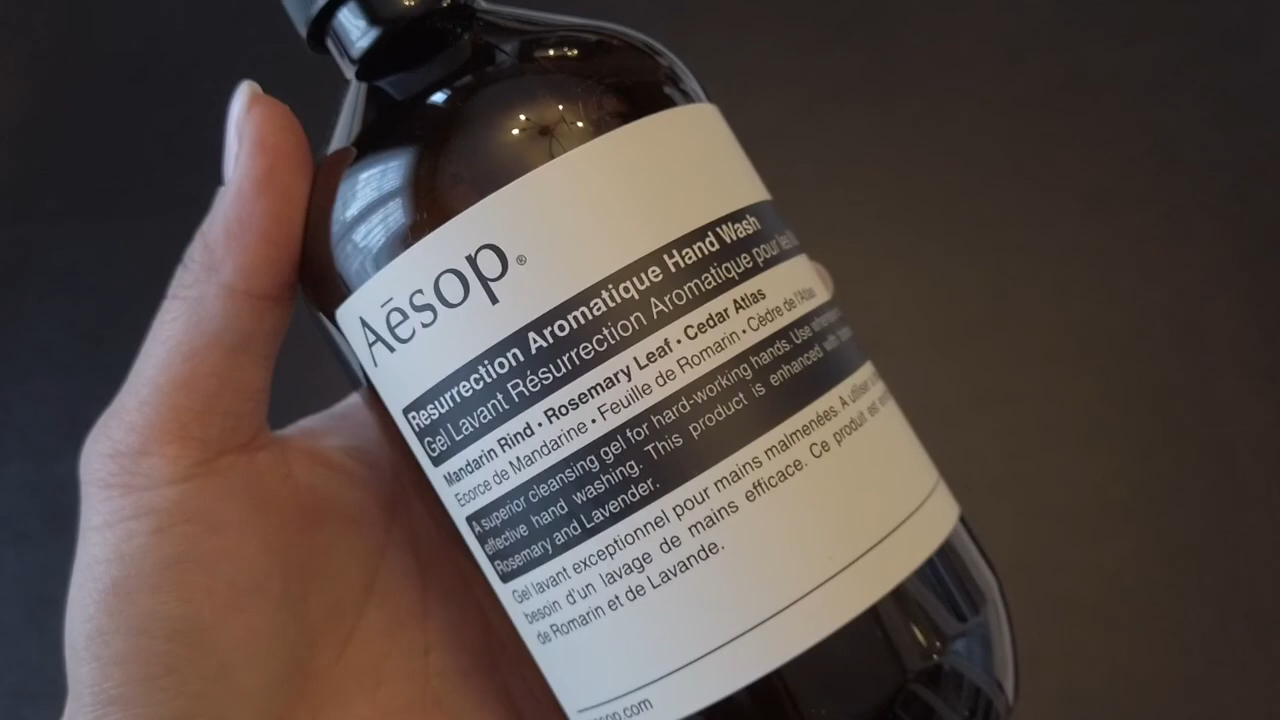 Aēsop®
Resurrection Aromatique Hand Wash
Gel Lavant Résurrection Aromatique pour les
Mandarin Rind • Rosemary Leaf • Cedar Atlas
Ecorce de Mandarine • Feuille de Romarin • Cèdre de l'Atlas
A superior cleansing gel for hard-working hands. Use
effective hand washing. This product is enhanced with
Rosemary and Lavender.
Gel lavant exceptionnel pour mains malmenées. A utiliser
besoin d'un lavage de mains efficace. Ce produit est
de Romarin et de Lavande.
sop.com